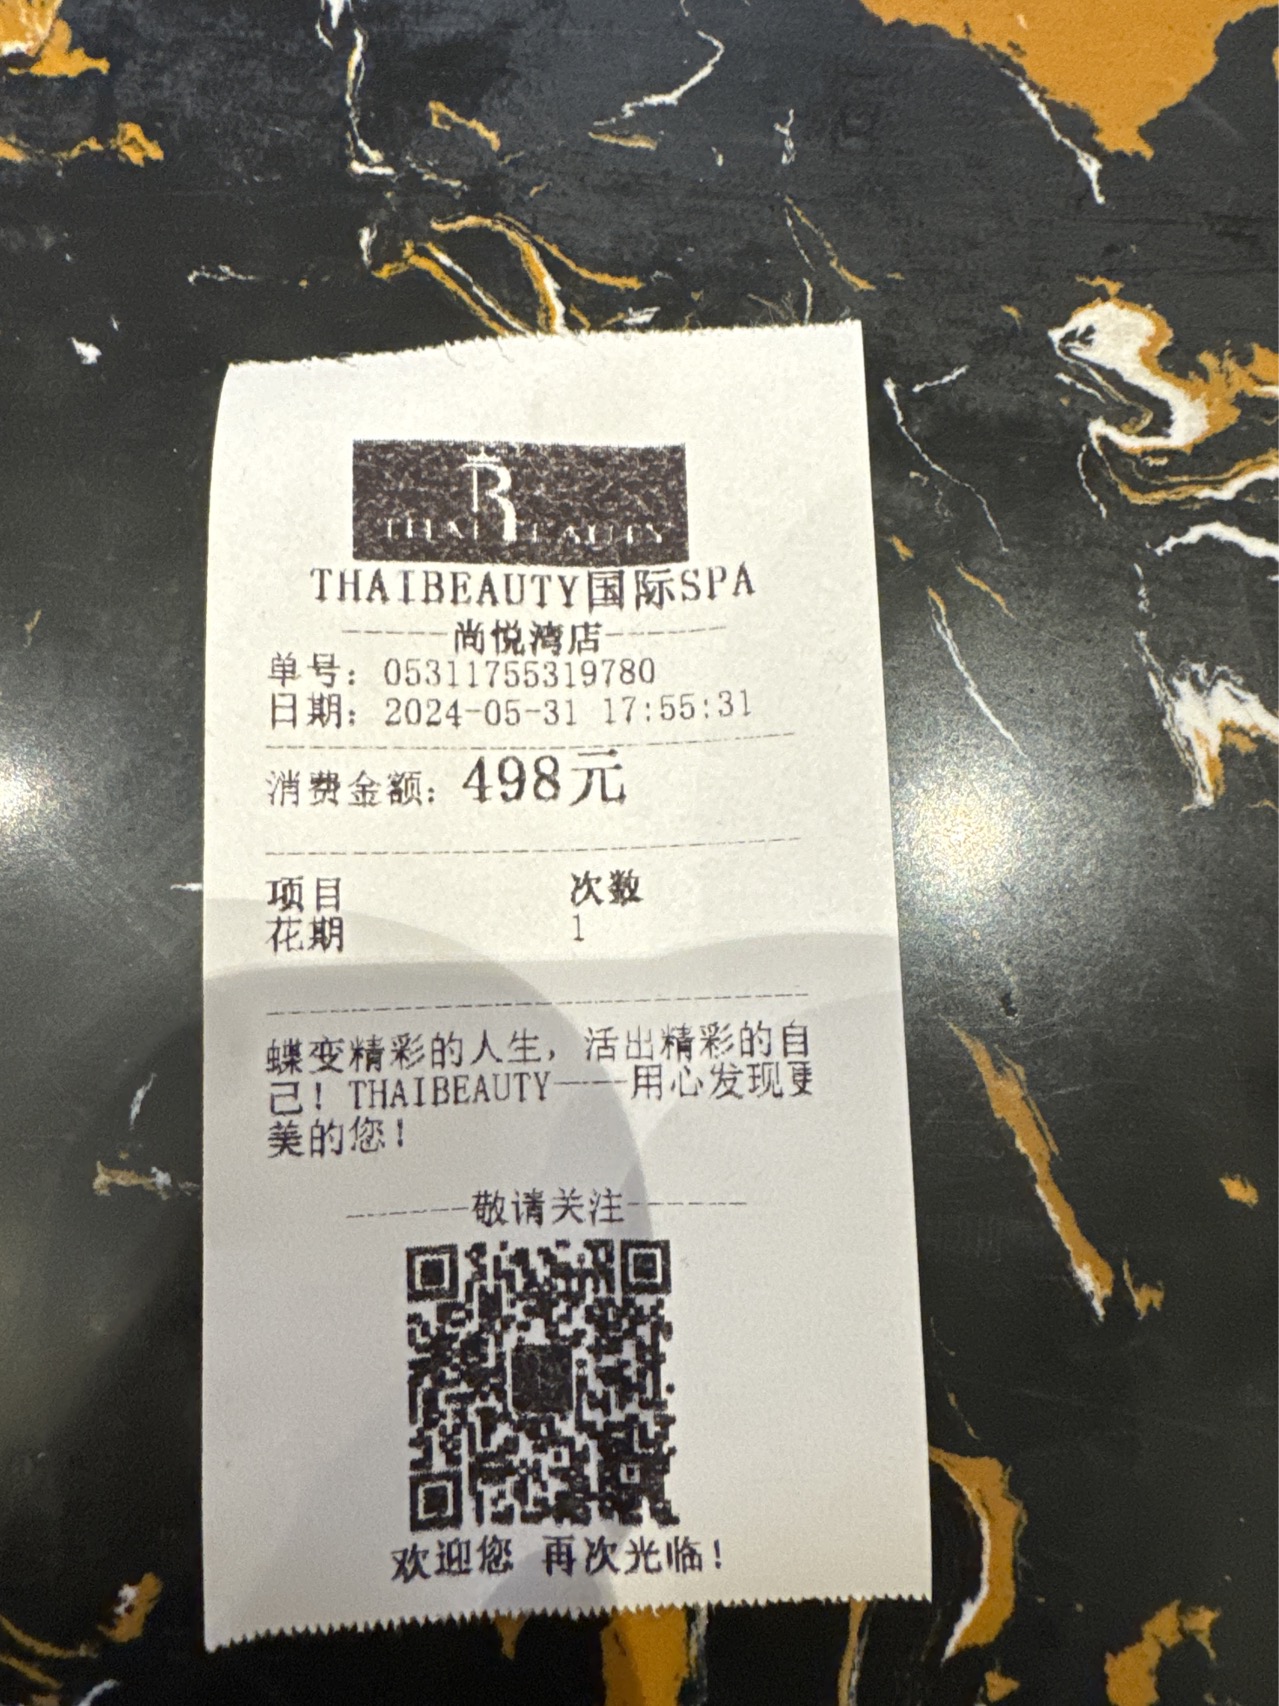 THAI BEAUTY
THAIBEAUTY国际SPA
尚悦湾店
单号：05311755319780
日期：2024-05-31 17:55:31
消费金额：498元
项目 次数
花期 1
蝶变精彩的人生，活出精彩的自
己！THAIBEAUTY——用心发现更
美的您！
敬请关注
欢迎您 再次光临！